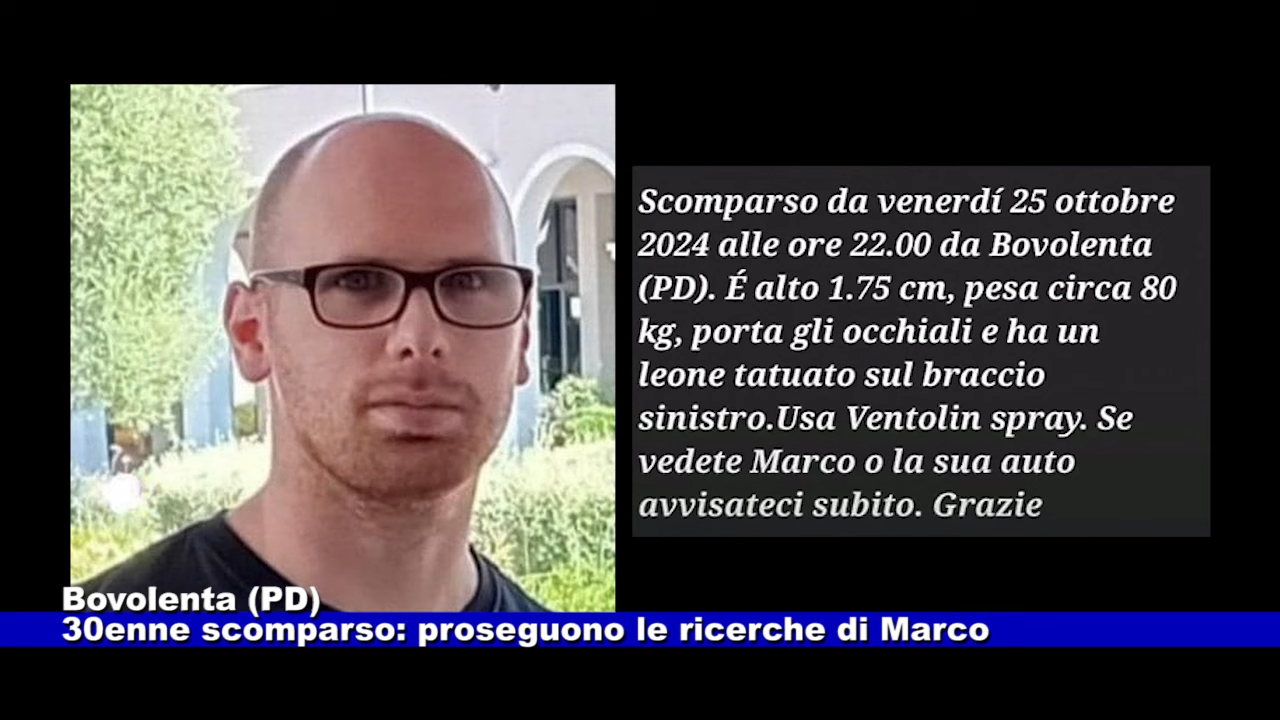 Scomparso da venerdí 25 ottobre
2024 alle ore 22.00 da Bovolenta
(PD). É alto 1.75 cm, pesa circa 80
kg, porta gli occhiali e ha un
leone tatuato sul braccio
sinistro.Usa Ventolin spray. Se
vedete Marco o la sua auto
avvisateci subito. Grazie
Bovolenta (PD)
30enne scomparso: proseguono le ricerche di Marco